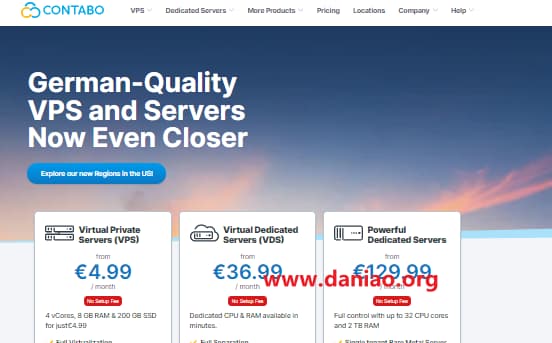 CONTABO VPS Dedicated Servers More Products Pricing Locations Company Help
German-Quality
VPS and Servers
Now Even Closer
Explore our new Regions in the US!
Virtual Private
Servers (VPS)
from
€4.99
/ month
No Setup Fee
4 vCores, 8 GB RAM & 200 GB SSD
for just €4.99
Full Virtualization
Virtual Dedicated
Servers (VDS)
from
€36.99
/ month
No Setup Fee
Dedicated CPU & RAM available in
minutes.
Full Separation
Powerful
Dedicated Servers
from
€129.99
/ month
No Setup Fee
Full control with up to 32 CPU cores
and 2 TB RAM
Single tenant Bare Metal Server
www.daniao.org